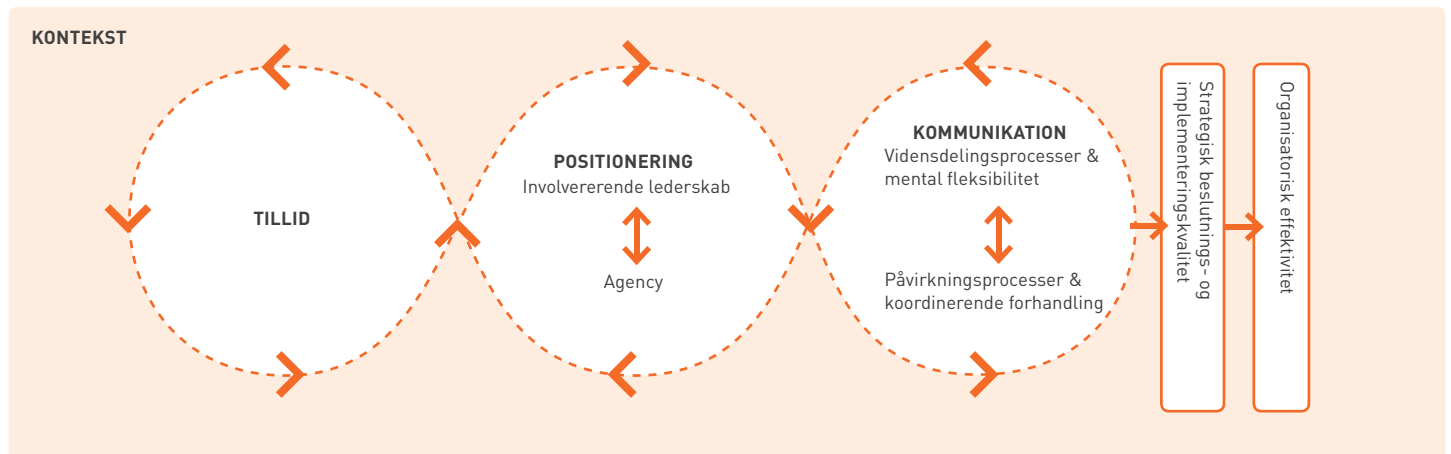 KONTEKST
TILLID
POSITIONERING
Involvererende lederskab
Agency
KOMMUNIKATION
Vidensdelingsprocesser &
mental fleksibilitet
Påvirkningsprocesser &
koordinerende forhandling
Strategisk beslutnings- og
implementeringskvalitet
Organisatorisk effektivitet